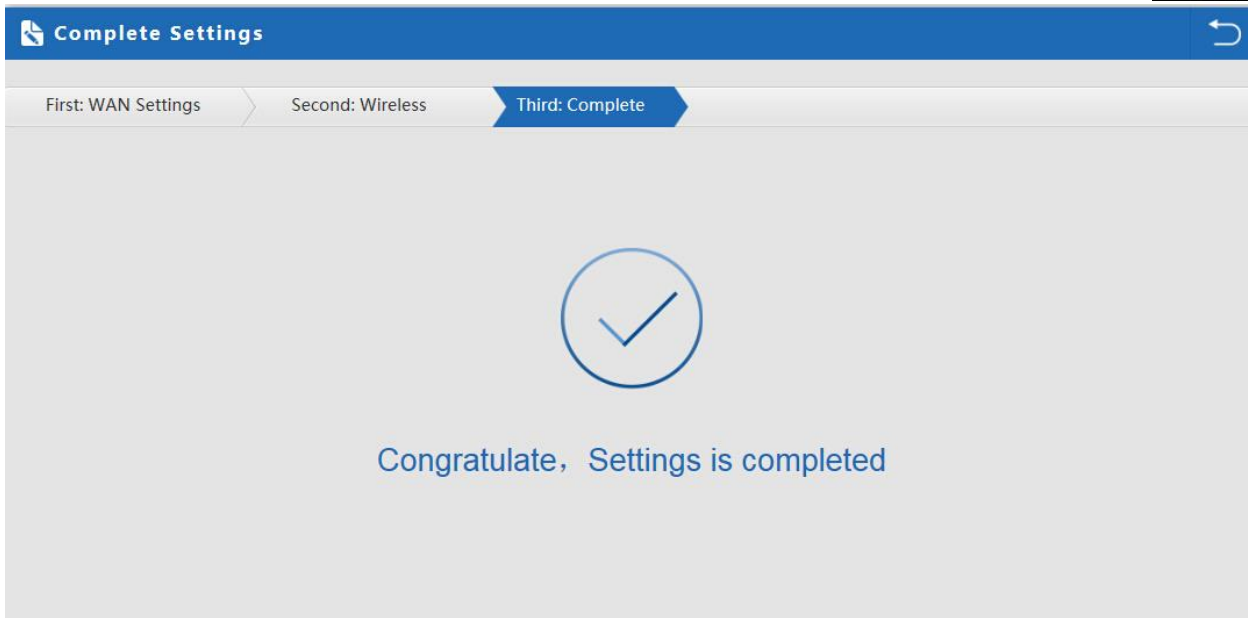 Complete Settings
First: WAN Settings
Second: Wireless
Third: Complete
Congratulate，Settings is completed